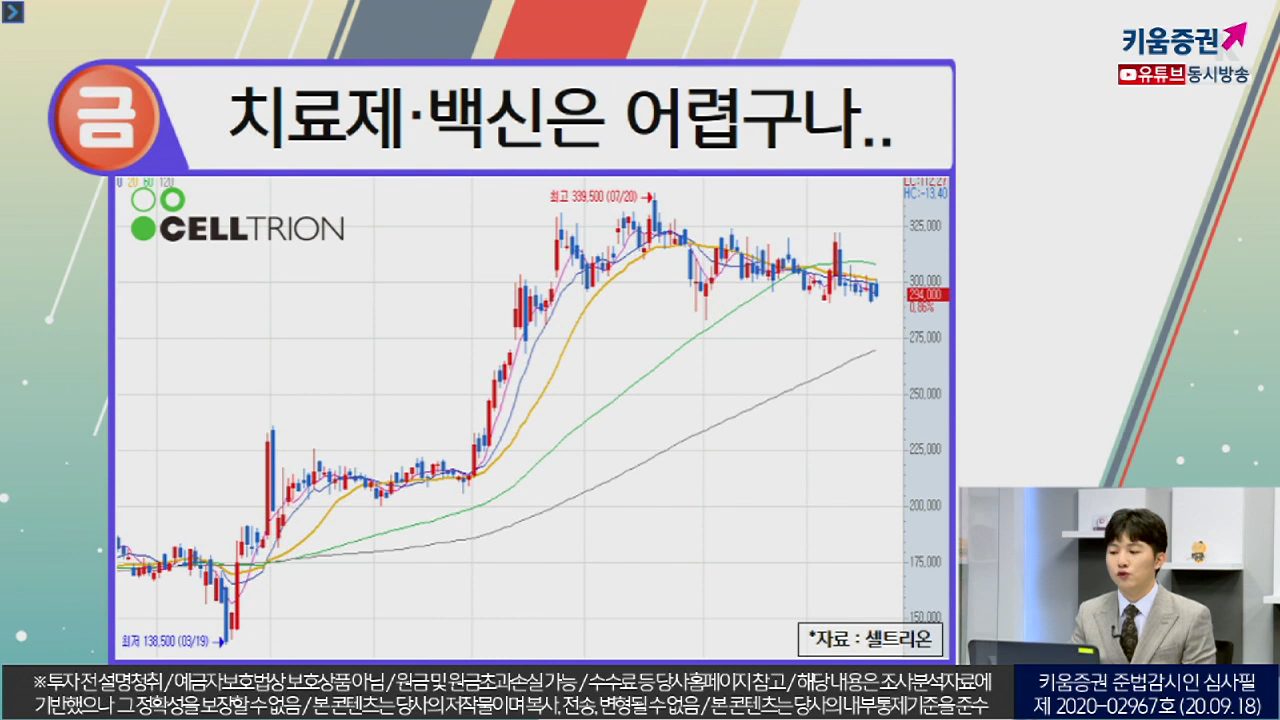 키움증권
유튜브 동시방송
금
치료제·백신은 어렵구나..
0 20 60 120
CELLTRION
최고 339,500 (07/20)
LC:112,27
HC:-13,40
325,000
300,000
294,000
0,86%
275,000
250,000
225,000
200,000
175,000
150,000
최저 138,500 (03/19)
*자료 : 셀트리온
※ 투자 전 설명청취 / 예금자보호법상 보호상품 아님 / 원금 및 원금초과손실 가능 / 수수료 등 당사홈페이지 참고 / 해당 내용은 조사분석자료에
기반했으나 그 정확성을 보장할 수 없음 / 본 콘텐츠는 당사의 저작물이며 복사, 전송, 변형될 수 없음 / 본 콘텐츠는 당사의 내부통제기준을 준수
키움증권 준법감시인 심사필
제 2020-02967호 (20.09.18)